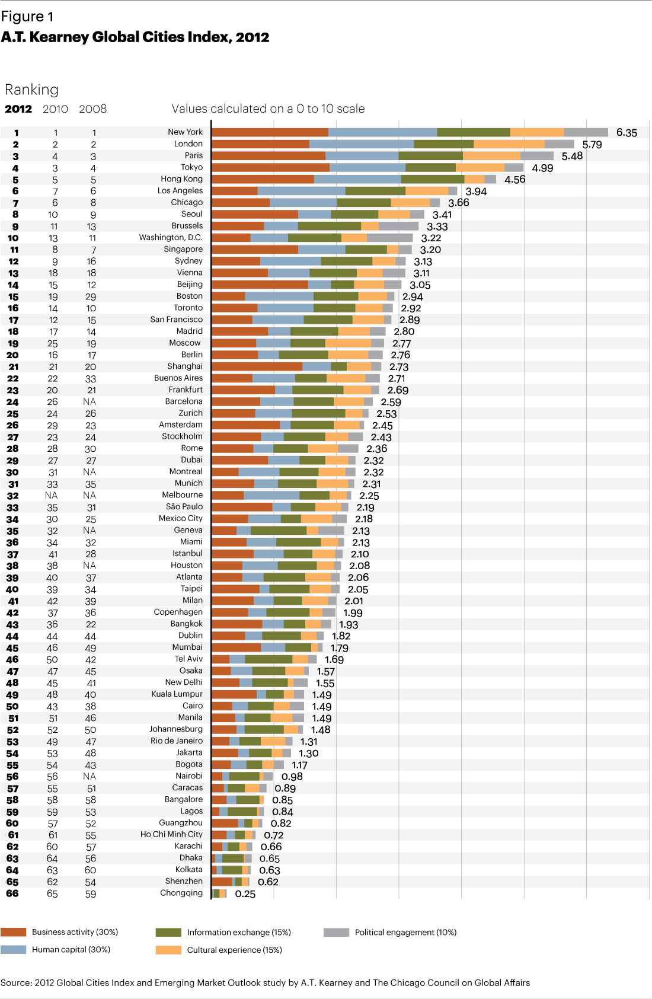 Figure 1
A.T. Kearney Global Cities Index, 2012
Ranking
2012 2010 2008 Values calculated on a 0 to 10 scale
1 1 1 New York 6.35
2 2 2 London 5.79
3 4 3 Paris 5.48
4 3 4 Tokyo 4.99
5 5 5 Hong Kong 4.56
6 7 6 Los Angeles 3.94
7 6 8 Chicago 3.66
8 10 9 Seoul 3.41
9 11 13 Brussels 3.33
10 13 11 Washington, D.C. 3.22
11 8 7 Singapore 3.20
12 9 16 Sydney 3.13
13 18 18 Vienna 3.11
14 15 12 Beijing 3.05
15 19 29 Boston 2.94
16 14 10 Toronto 2.92
17 12 15 San Francisco 2.89
18 17 14 Madrid 2.80
19 25 19 Moscow 2.77
20 16 17 Berlin 2.76
21 21 20 Shanghai 2.73
22 22 33 Buenos Aires 2.71
23 20 21 Frankfurt 2.69
24 26 NA Barcelona 2.59
25 24 26 Zurich 2.53
26 29 23 Amsterdam 2.45
27 23 24 Stockholm 2.43
28 28 30 Rome 2.36
29 27 27 Dubai 2.32
30 31 NA Montreal 2.32
31 33 35 Munich 2.31
32 NA NA Melbourne 2.25
33 35 31 São Paulo 2.19
34 30 25 Mexico City 2.18
35 32 NA Geneva 2.13
36 34 32 Miami 2.13
37 41 28 Istanbul 2.10
38 38 NA Houston 2.08
39 40 37 Atlanta 2.06
40 39 34 Taipei 2.05
41 42 39 Milan 2.01
42 37 36 Copenhagen 1.99
43 36 22 Bangkok 1.93
44 44 44 Dublin 1.82
45 46 49 Mumbai 1.79
46 50 42 Tel Aviv 1.69
47 47 45 Osaka 1.57
48 45 41 New Delhi 1.55
49 48 40 Kuala Lumpur 1.49
50 43 38 Cairo 1.49
51 51 46 Manila 1.49
52 52 50 Johannesburg 1.48
53 49 47 Rio de Janeiro 1.31
54 53 48 Jakarta 1.30
55 54 43 Bogota 1.17
56 56 NA Nairobi 0.98
57 55 51 Caracas 0.89
58 58 58 Bangalore 0.85
59 59 53 Lagos 0.84
60 57 52 Guangzhou 0.82
61 61 55 Ho Chi Minh City 0.72
62 60 57 Karachi 0.66
63 64 56 Dhaka 0.65
64 63 60 Kolkata 0.63
65 62 54 Shenzhen 0.62
66 65 59 Chongqing 0.25
Business activity (30%) Information exchange (15%) Political engagement (10%)
Human capital (30%) Cultural experience (15%)
Source: 2012 Global Cities Index and Emerging Market Outlook study by A.T. Kearney and The Chicago Council on Global Affairs